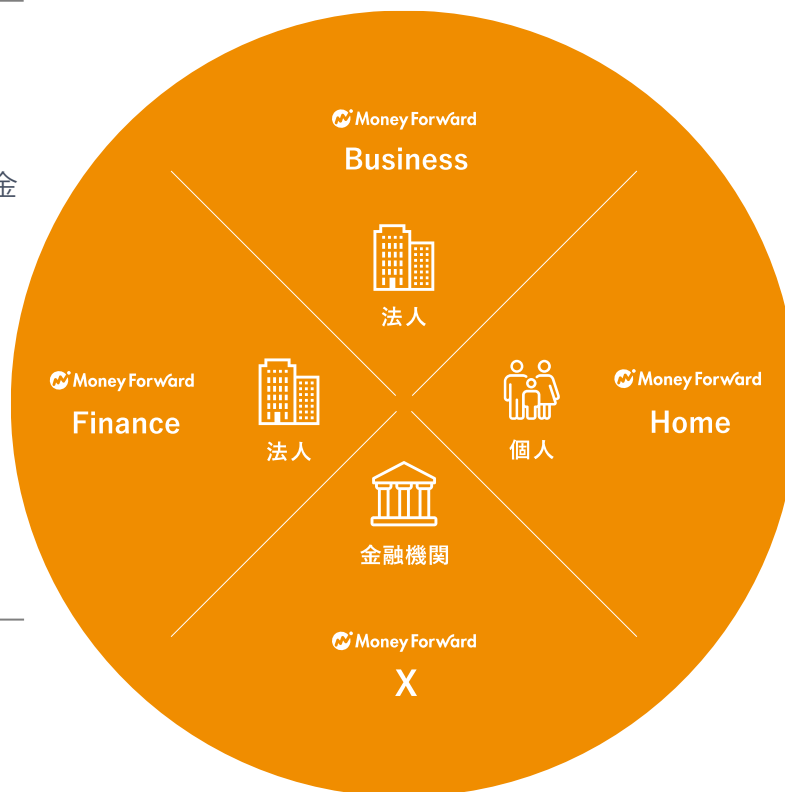 Money Forward
Business
法人
金
Money Forward
Finance
法人
個人
Money Forward
Home
金融機関
Money Forward
X